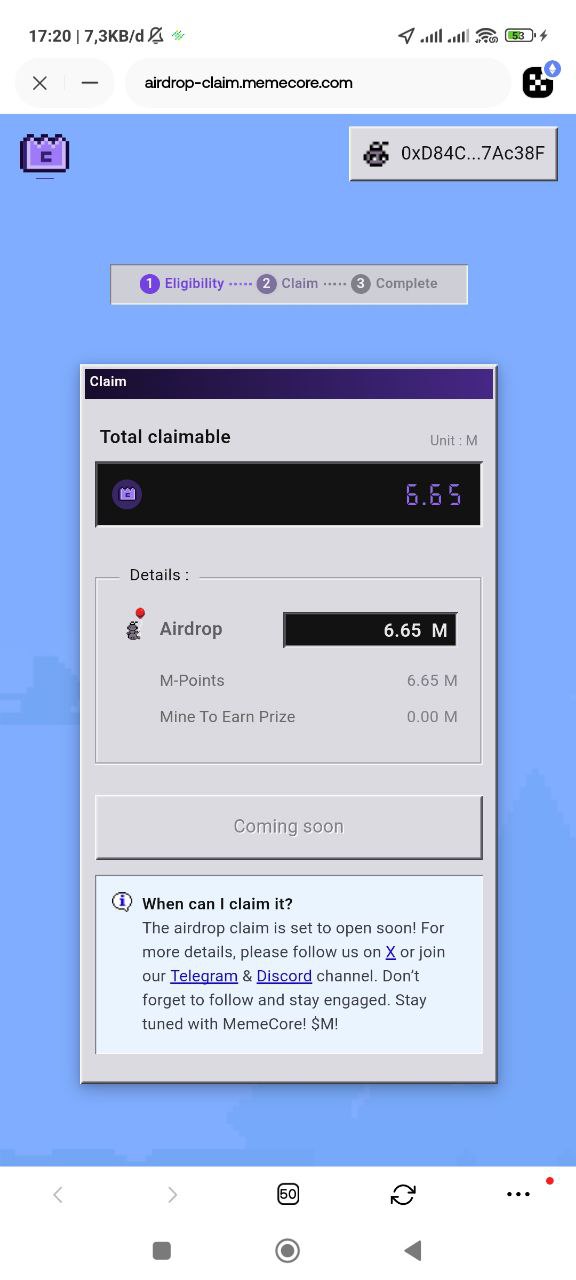 17:20 | 7,3KB/d
53
airdrop-claim.memecore.com
0xD84C...7Ac38F
1 Eligibility ----- 2 Claim ----- 3 Complete
Claim
Total claimable
Unit : M
6.65
Details :
Airdrop 6.65 M
M-Points 6.65 M
Mine To Earn Prize 0.00 M
Coming soon
When can I claim it?
The airdrop claim is set to open soon! For
more details, please follow us on X or join
our Telegram & Discord channel. Don't
forget to follow and stay engaged. Stay
tuned with MemeCore! $M!
50